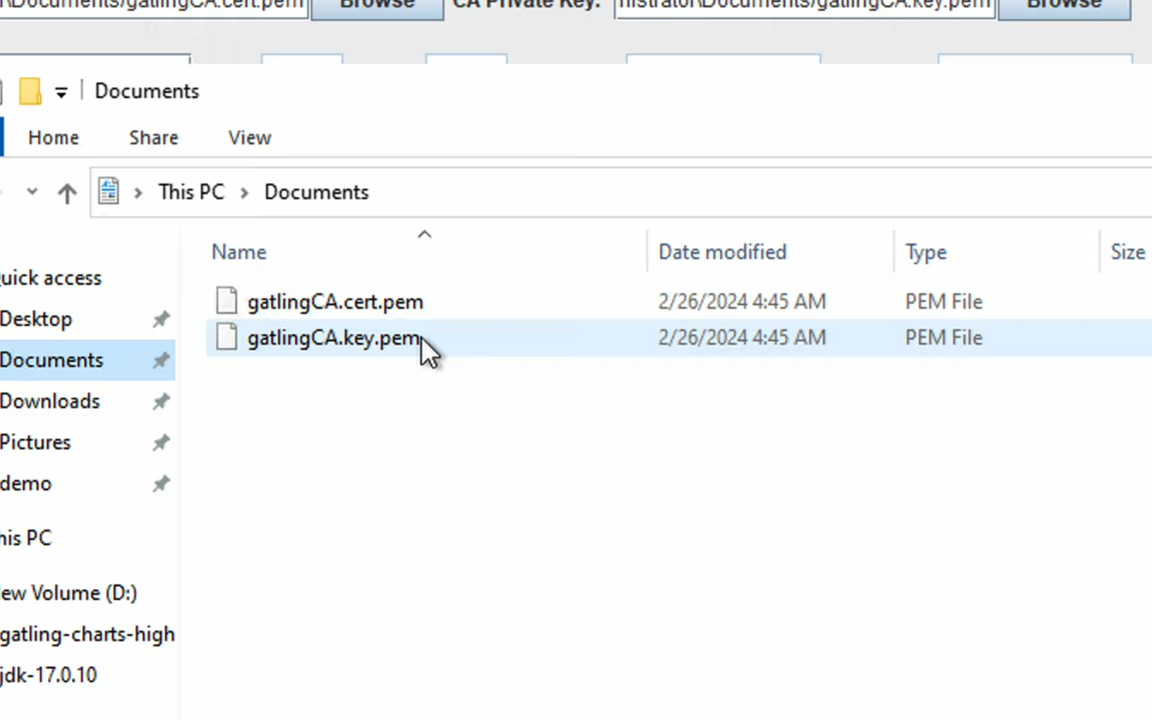 \Documents/gatlingCA.cert.pem Browse CA Private Key: nistrator\Documents/gatlingCA.key.pem Browse
Documents
Home Share View
This PC > Documents
Name Date modified Type Size
uick access
Desktop
Documents
Downloads
Pictures
demo
his PC
ew Volume (D:)
gatling-charts-high
jdk-17.0.10
gatlingCA.cert.pem 2/26/2024 4:45 AM PEM File
gatlingCA.key.pem 2/26/2024 4:45 AM PEM File